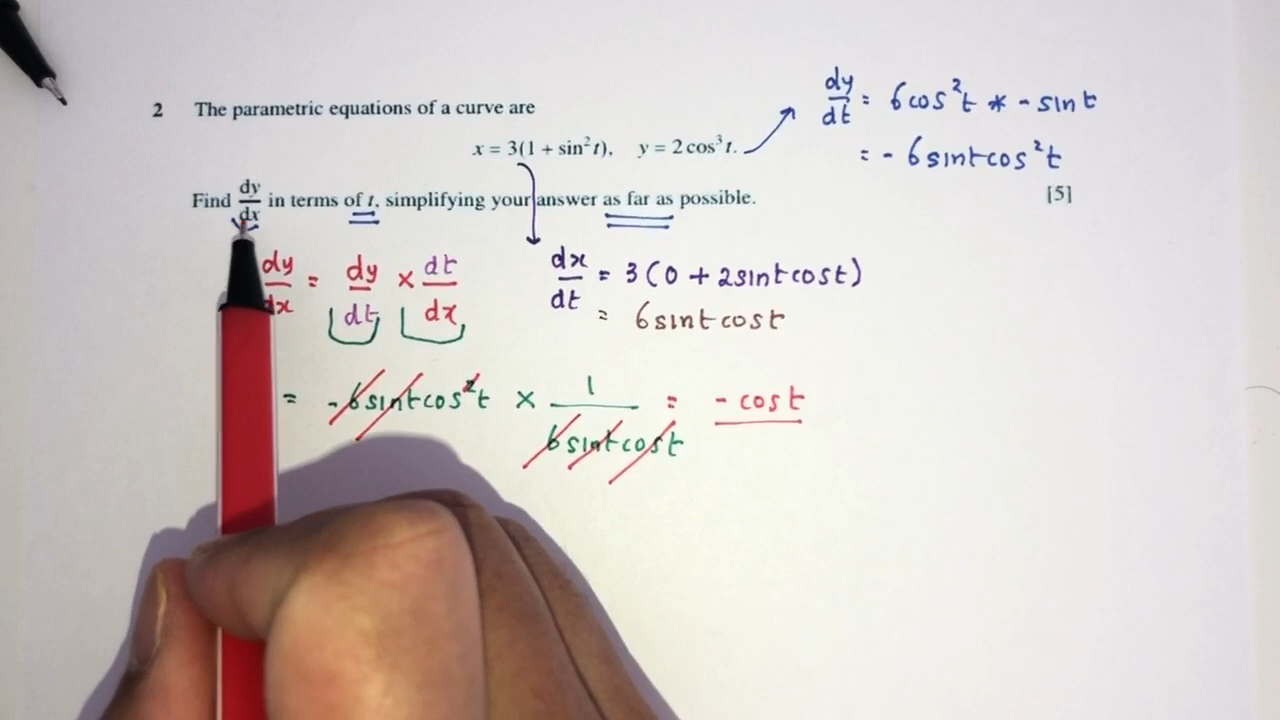 2 The parametric equations of a curve are
x = 3(1 + sin²t), y = 2 cos³t.
Find dy/dx in terms of t, simplifying your answer as far as possible. [5]
dy/dt = 6cos²t * - sint
= - 6sintcos²t
dy/dx = dy/dt × dt/dx
dx/dt = 3(0 + 2sintcost)
= 6sintcost
= -6sintcos²t × 1/6sintcost = - cost